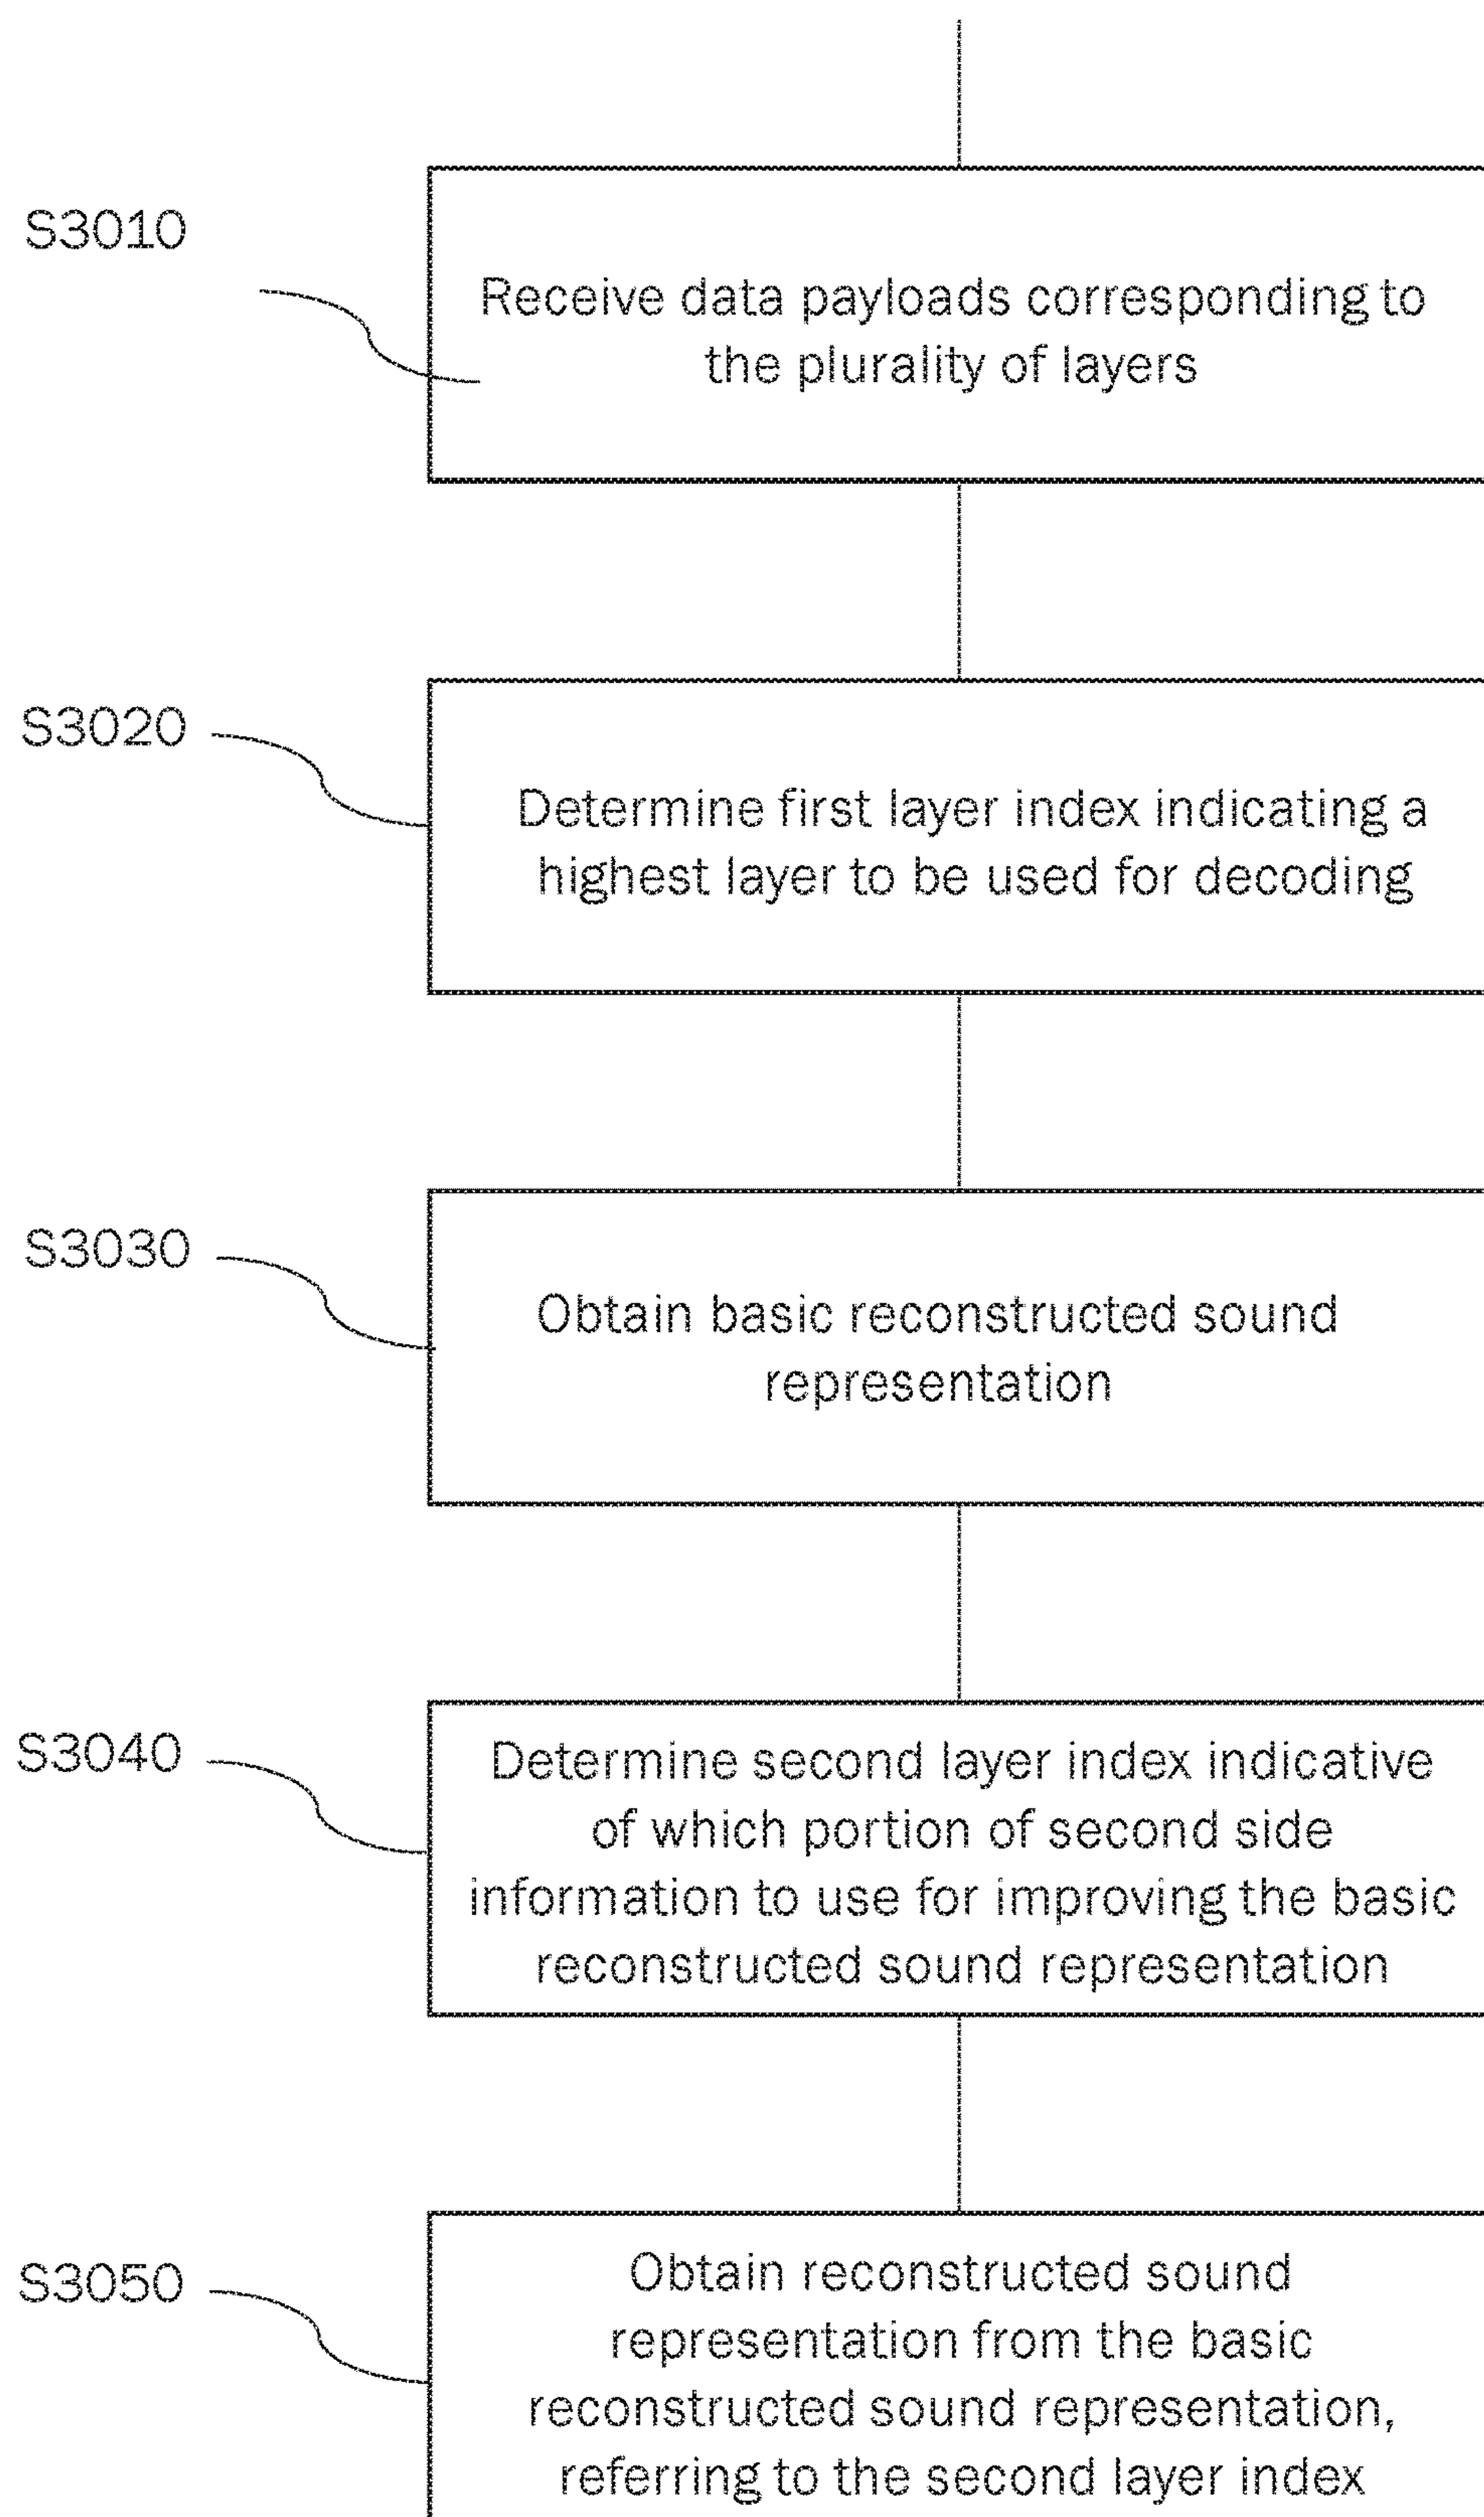 S3010
Receive data payloads corresponding to
the plurality of layers
S3020
Determine first layer index indicating a
highest layer to be used for decoding
S3030
Obtain basic reconstructed sound
representation
S3040
Determine second layer index indicative
of which portion of second side
information to use for improving the basic
reconstructed sound representation
S3050
Obtain reconstructed sound
representation from the basic
reconstructed sound representation,
referring to the second layer index